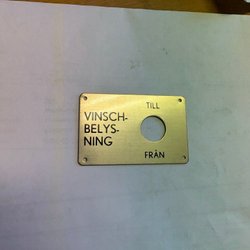 TILL
VINSCH-
BELYS-
NING
FRÅN